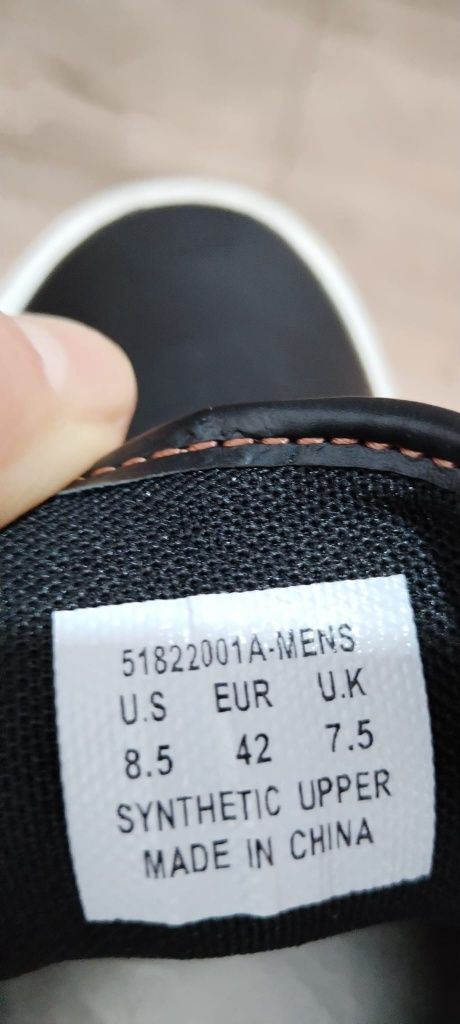 51822001A-MENS
U.S EUR U.K
8.5 42 7.5
SYNTHETIC UPPER
MADE IN CHINA